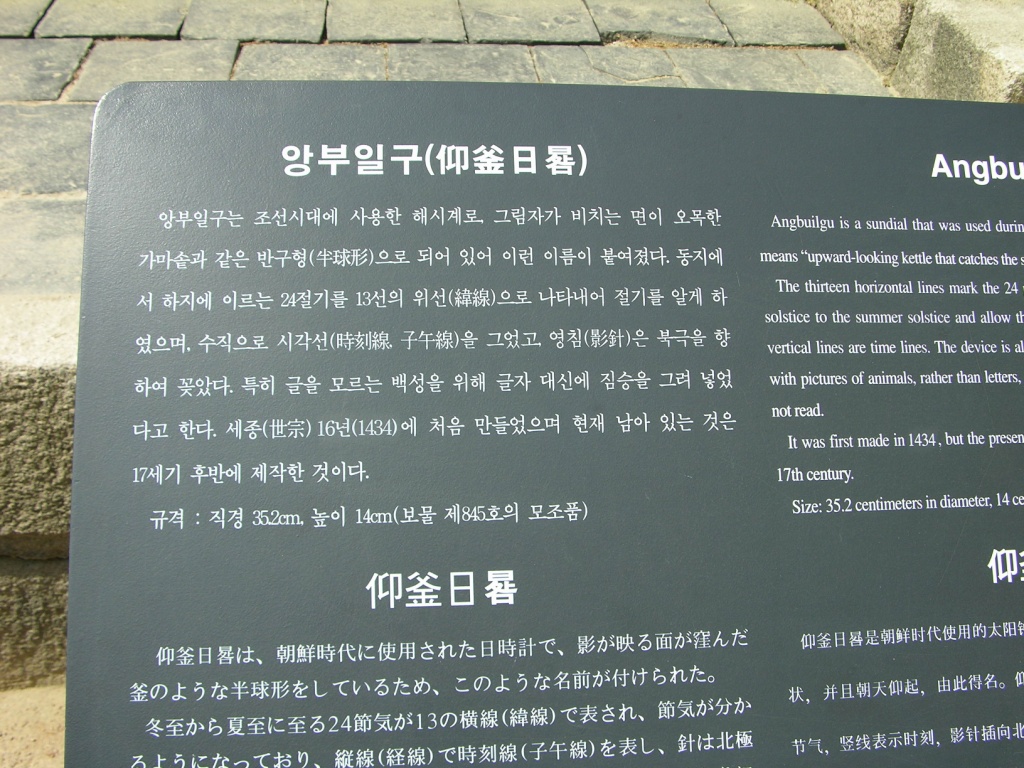 앙부일구(仰釜日晷)
앙부일구는 조선시대에 사용한 해시계로, 그림자가 비치는 면이 오목한
가마솥과 같은 반구형(半球形)으로 되어 있어 이런 이름이 붙여졌다. 동지에
서 하지에 이르는 24절기를 13선의 위선(緯線)으로 나타내어 절기를 알게 하
였으며, 수직으로 시각선(時刻線, 子午線)을 그었고, 영침(影針)은 북극을 향
하여 꽂았다. 특히 글을 모르는 백성을 위해 글자 대신에 짐승을 그려 넣었
다고 한다. 세종(世宗) 16년(1434)에 처음 만들었으며 현재 남아 있는 것은
17세기 후반에 제작한 것이다.
규격 : 직경 35.2cm, 높이 14cm(보물 제845호의 모조품)
Angbu
Angbuilgu is a sundial that was used durin
means “upward-looking kettle that catches the s
The thirteen horizontal lines mark the 24
solstice to the summer solstice and allow th
vertical lines are time lines. The device is al
with pictures of animals, rather than letters,
not read.
It was first made in 1434, but the presen
17th century.
Size: 35.2 centimeters in diameter, 14 ce
仰釜日晷
仰釜日晷は、朝鮮時代に使用された日時計で、影が映る面が窪んだ
釜のような半球形をしているため、このような名前が付けられた。
冬至から夏至に至る24節気が13の横線(緯線)で表され、節気が分か
るようになっており、縦線(経線)で時刻線(子午線)を表し、針は北極
仰釜
仰釜日晷是朝鲜时代使用的太阳钟
状，并且朝天仰起，由此得名。仰
节气，竖线表示时刻，影针插向北